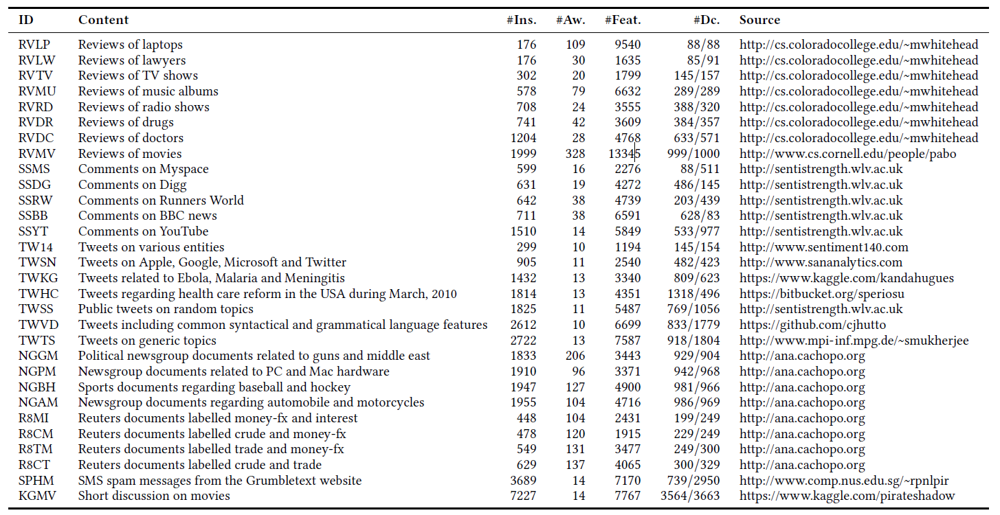 ID Content #Ins. #Aw. #Feat. #Dc. Source
RVLP Reviews of laptops 176 109 9540 88/88 http://cs.coloradocollege.edu/~mwhitehead
RVLW Reviews of lawyers 176 30 1635 85/91 http://cs.coloradocollege.edu/~mwhitehead
RVTV Reviews of TV shows 302 20 1799 145/157 http://cs.coloradocollege.edu/~mwhitehead
RVMU Reviews of music albums 578 79 6632 289/289 http://cs.coloradocollege.edu/~mwhitehead
RVRD Reviews of radio shows 708 24 3555 388/320 http://cs.coloradocollege.edu/~mwhitehead
RVDR Reviews of drugs 741 42 3609 384/357 http://cs.coloradocollege.edu/~mwhitehead
RVDC Reviews of doctors 1204 28 4768 633/571 http://cs.coloradocollege.edu/~mwhitehead
RVMV Reviews of movies 1999 328 13345 999/1000 http://www.cs.cornell.edu/people/pabo
SSMS Comments on Myspace 599 16 2276 88/511 http://sentistrength.wlv.ac.uk
SSDG Comments on Digg 631 19 4272 486/145 http://sentistrength.wlv.ac.uk
SSRW Comments on Runners World 642 38 4739 203/439 http://sentistrength.wlv.ac.uk
SSBB Comments on BBC news 711 38 6591 628/83 http://sentistrength.wlv.ac.uk
SSYT Comments on YouTube 1510 14 5849 533/977 http://sentistrength.wlv.ac.uk
TW14 Tweets on various entities 299 10 1194 145/154 http://www.sentiment140.com
TWSN Tweets on Apple, Google, Microsoft and Twitter 905 11 2540 482/423 http://www.sananalytics.com
TWKG Tweets related to Ebola, Malaria and Meningitis 1432 13 3340 809/623 https://www.kaggle.com/kandahugues
TWHC Tweets regarding health care reform in the USA during March, 2010 1814 13 4351 1318/496 https://bitbucket.org/speriosu
TWSS Public tweets on random topics 1825 11 5487 769/1056 http://sentistrength.wlv.ac.uk
TWVD Tweets including common syntactical and grammatical language features 2612 10 6699 833/1779 https://github.com/cjhutto
TWTS Tweets on generic topics 2722 13 7587 918/1804 http://www.mpi-inf.mpg.de/~smukherjee
NGGM Political newsgroup documents related to guns and middle east 1833 206 3443 929/904 http://ana.cachopo.org
NGPM Newsgroup documents related to PC and Mac hardware 1910 96 3371 942/968 http://ana.cachopo.org
NGBH Sports documents regarding baseball and hockey 1947 127 4900 981/966 http://ana.cachopo.org
NGAM Newsgroup documents regarding automobile and motorcycles 1955 104 4716 986/969 http://ana.cachopo.org
R8MI Reuters documents labelled money-fx and interest 448 104 2431 199/249 http://ana.cachopo.org
R8CM Reuters documents labelled crude and money-fx 478 120 1915 229/249 http://ana.cachopo.org
R8TM Reuters documents labelled trade and money-fx 549 131 3477 249/300 http://ana.cachopo.org
R8CT Reuters documents labelled crude and trade 629 137 4065 300/329 http://ana.cachopo.org
SPHM SMS spam messages from the Grumbletext website 3689 14 7170 739/2950 http://www.comp.nus.edu.sg/~rpnlpir
KGMV Short discussion on movies 7227 14 7767 3564/3663 https://www.kaggle.com/pirateshadow